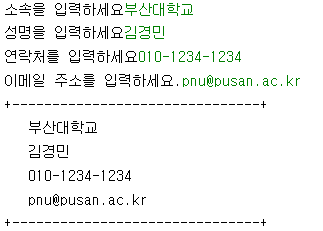 소속을 입력하세요부산대학교
성명을 입력하세요김경민
연락처를 입력하세요010-1234-1234
이메일 주소를 입력하세요.pnu@pusan.ac.kr
+-------------------------------+
부산대학교
김경민
010-1234-1234
pnu@pusan.ac.kr
+-------------------------------+